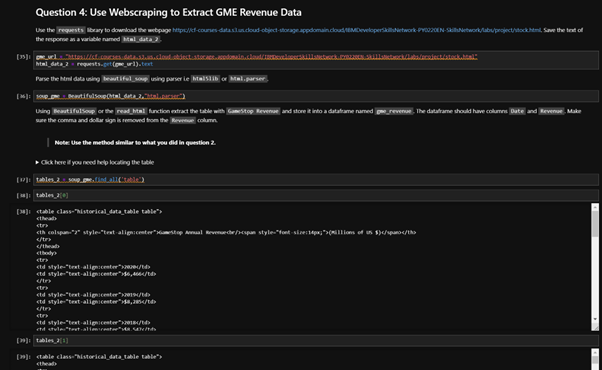 Question 4: Use Webscraping to Extract GME Revenue Data
Use the requests library to download the webpage https://cf-courses-data.s3.us.cloud-object-storage.appdomain.cloud/IBMDeveloperSkillsNetwork-PY0220EN-SkillsNetwork/labs/project/stock.html. Save the text of
the response as a variable named html_data_2.
[35]: gme_url = "https://cf-courses-data.s3.us.cloud-object-storage.appdomain.cloud/IBMDeveloperSkillsNetwork-PY0220EN-SkillsNetwork/labs/project/stock.html"
html_data_2 = requests.get(gme_url).text
Parse the html data using beautiful_soup using parser i.e html5lib or html.parser.
[36]: soup_gme = BeautifulSoup(html_data_2,"html.parser")
Using BeautifulSoup or the read_html function extract the table with GameStop Revenue and store it into a dataframe named gme_revenue. The dataframe should have columns Date and Revenue. Make
sure the comma and dollar sign is removed from the Revenue column.
Note: Use the method similar to what you did in question 2.
▶ Click here if you need help locating the table
[37]: tables_2 = soup_gme.find_all('table')
[38]: tables_2[0]
[38]: <table class="historical_data_table table">
<thead>
<tr>
<th colspan="2" style="text-align:center">GameStop Annual Revenue<br/><span style="font-size:14px;">(Millions of US $)</span></th>
</tr>
</thead>
<tbody>
<tr>
<td style="text-align:center">2020</td>
<td style="text-align:center">$6,466</td>
</tr>
<tr>
<td style="text-align:center">2019</td>
<td style="text-align:center">$8,285</td>
</tr>
<tr>
<td style="text-align:center">2018</td>
<td style="text-align:center">$8,547</td>
[39]: tables_2[1]
[39]: <table class="historical_data_table table">
<thead>
<tr>